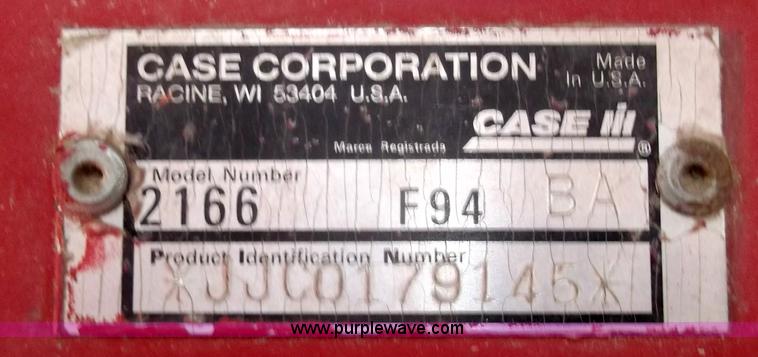 CASE CORPORATION
RACINE, WI 53404 U.S.A.
Made
In U.S.A.
CASE IH ®
Marca Registrada
Model Number
2166 F94 BA
Product Identification Number
*JJC0179145*
www.purplewave.com